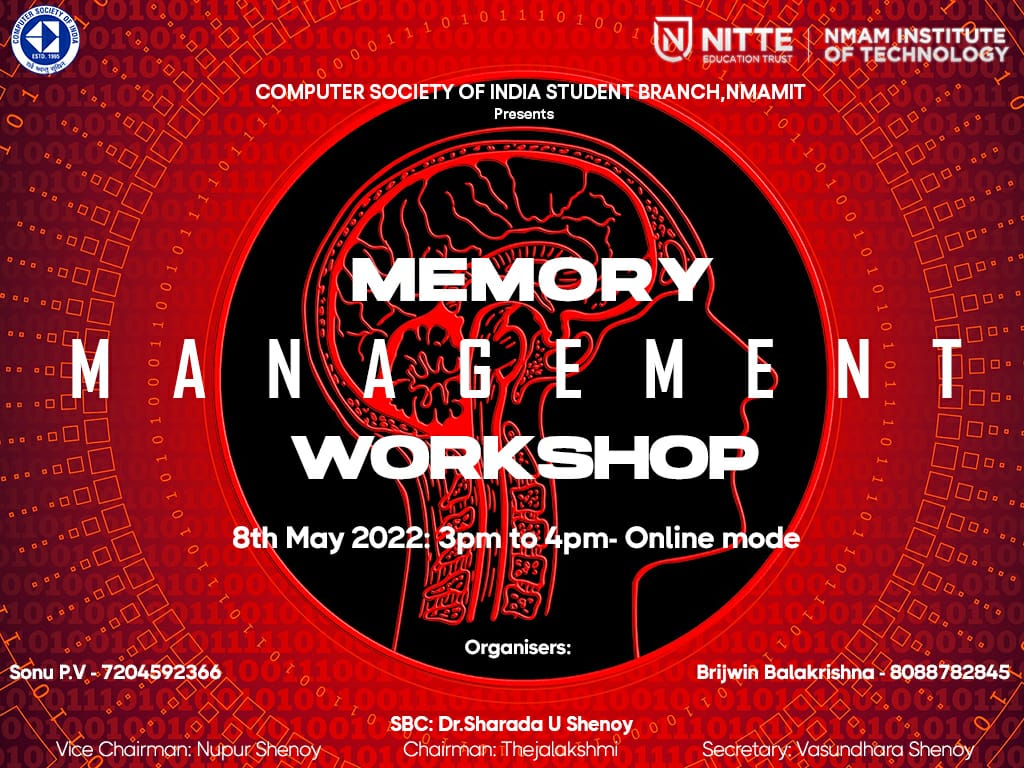 COMPUTER SOCIETY OF INDIA
ESTD. 1965
NITTE
EDUCATION TRUST
NMAM INSTITUTE
OF TECHNOLOGY
COMPUTER SOCIETY OF INDIA STUDENT BRANCH,NMAMIT
Presents
MEMORY
MANAGEMENT
WORKSHOP
8th May 2022: 3pm to 4pm- Online mode
Organisers:
Sonu P.V - 7204592366
Brijwin Balakrishna - 8088782845
SBC: Dr.Sharada U Shenoy
Vice Chairman: Nupur Shenoy
Chairman: Thejalakshmi
Secretary: Vasundhara Shenoy